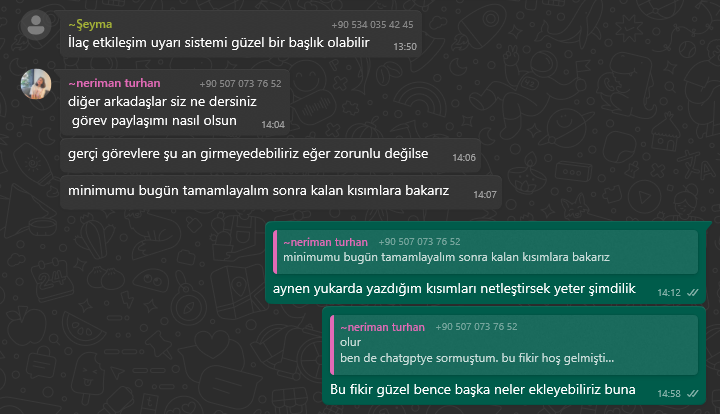 ~Şeyma +90 534 035 42 45
İlaç etkileşim uyarı sistemi güzel bir başlık olabilir 13:50
~neriman turhan +90 507 073 76 52
diğer arkadaşlar siz ne dersiniz
görev paylaşımı nasıl olsun 14:04
gerçi görevlere şu an girmeyedebiliriz eğer zorunlu değilse 14:06
minimumu bugün tamamlayalım sonra kalan kısımlara bakarız 14:07
~neriman turhan +90 507 073 76 52
minimumu bugün tamamlayalım sonra kalan kısımlara bakarız
aynen yukarda yazdığım kısımları netleştirsek yeter şimdilik 14:12
~neriman turhan +90 507 073 76 52
olur
ben de chatgptye sormuştum. bu fikir hoş gelmişti...
Bu fikir güzel bence başka neler ekleyebiliriz buna 14:58